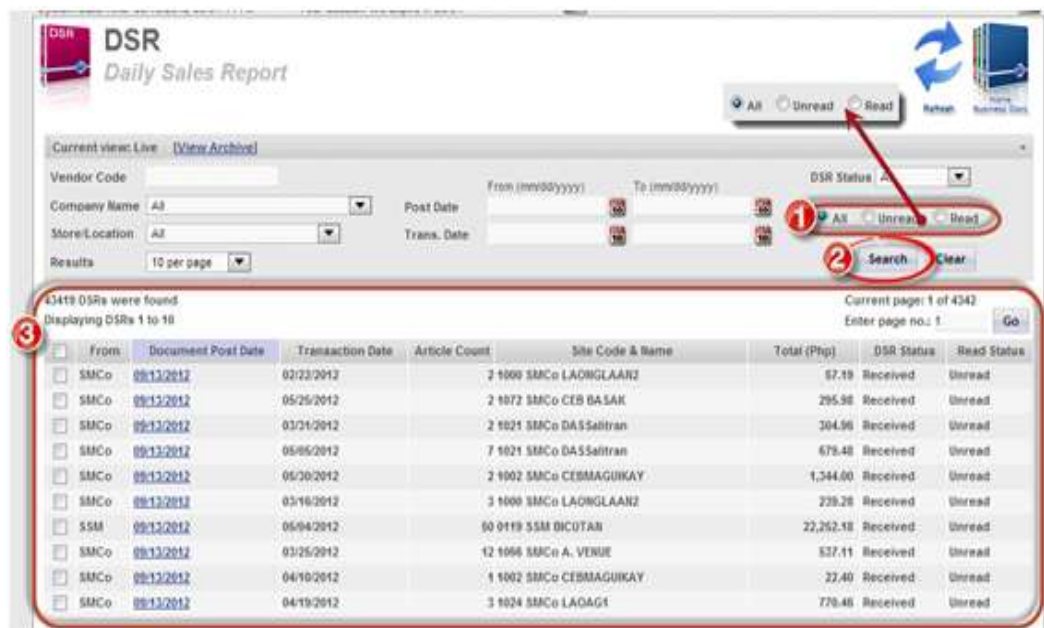 DSR
DSR
Daily Sales Report
All Unread Read
Refresh
Home
Current view: Live [View Archive]
Vendor Code
From (mm/dd/yyyy) To (mm/dd/yyyy)
DSR Status
Company Name All
Post Date
1
All Unread Read
Store/Location All
Trans. Date
Results 10 per page
2
Search Clear
43419 DSRs were found
Current page: 1 of 4342
3
Displaying DSRs 1 to 10
Enter page no.: 1 Go
From Document Post Date Transaction Date Article Count Site Code & Name Total (Php) DSR Status Read Status
SMCo 09/13/2012 02/22/2012 2 1000 SMCo LAONGLAAN2 57.19 Received Unread
SMCo 09/13/2012 05/25/2012 2 1072 SMCo CEB BASAK 295.98 Received Unread
SMCo 09/13/2012 03/31/2012 2 1021 SMCo DASSalitran 304.96 Received Unread
SMCo 09/13/2012 05/05/2012 7 1021 SMCo DASSalitran 679.48 Received Unread
SMCo 09/13/2012 05/30/2012 2 1002 SMCo CEBMAGUIKAY 1,344.00 Received Unread
SMCo 09/13/2012 03/16/2012 3 1000 SMCo LAONGLAAN2 239.28 Received Unread
SSM 09/13/2012 05/04/2012 50 0119 SSM BICUTAN 22,252.18 Received Unread
SMCo 09/13/2012 03/25/2012 12 1066 SMCo A. VENUE 537.11 Received Unread
SMCo 09/13/2012 04/10/2012 1 1002 SMCo CEBMAGUIKAY 22.40 Received Unread
SMCo 09/13/2012 04/19/2012 3 1024 SMCo LAOAG1 770.46 Received Unread